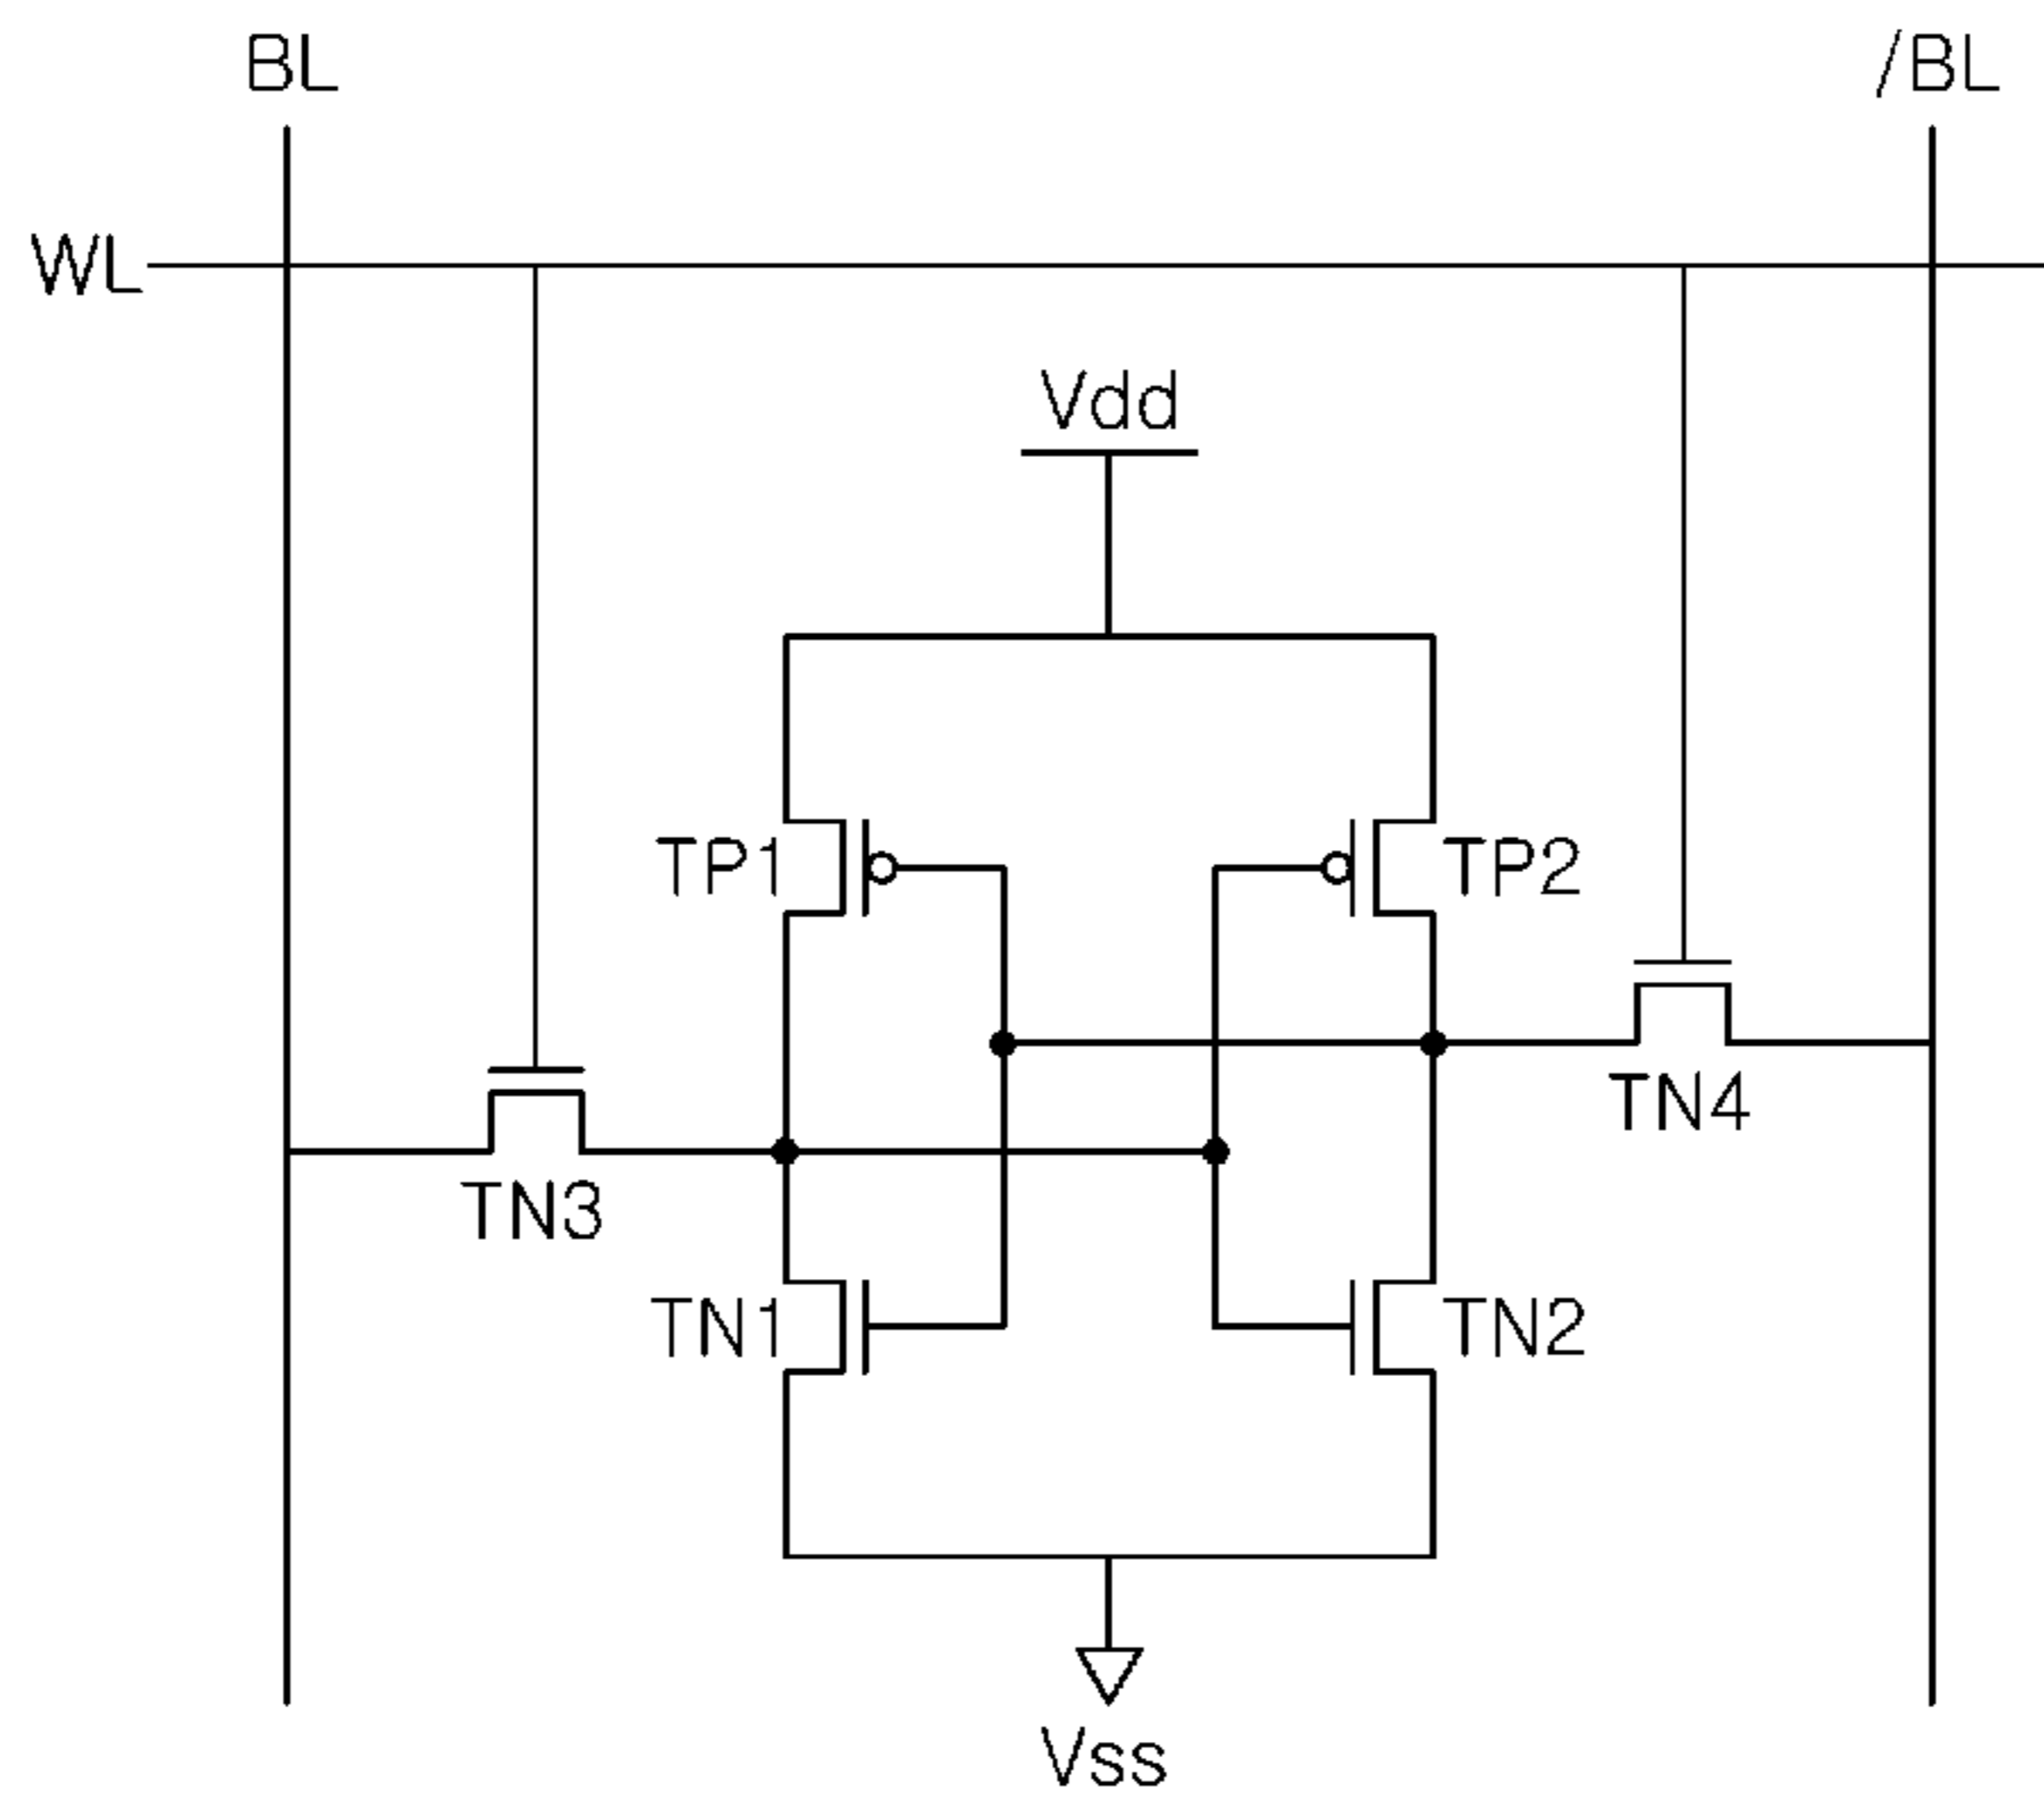 BL
/BL
WL
Vdd
TP1
TP2
TN4
TN3
TN1
TN2
Vss